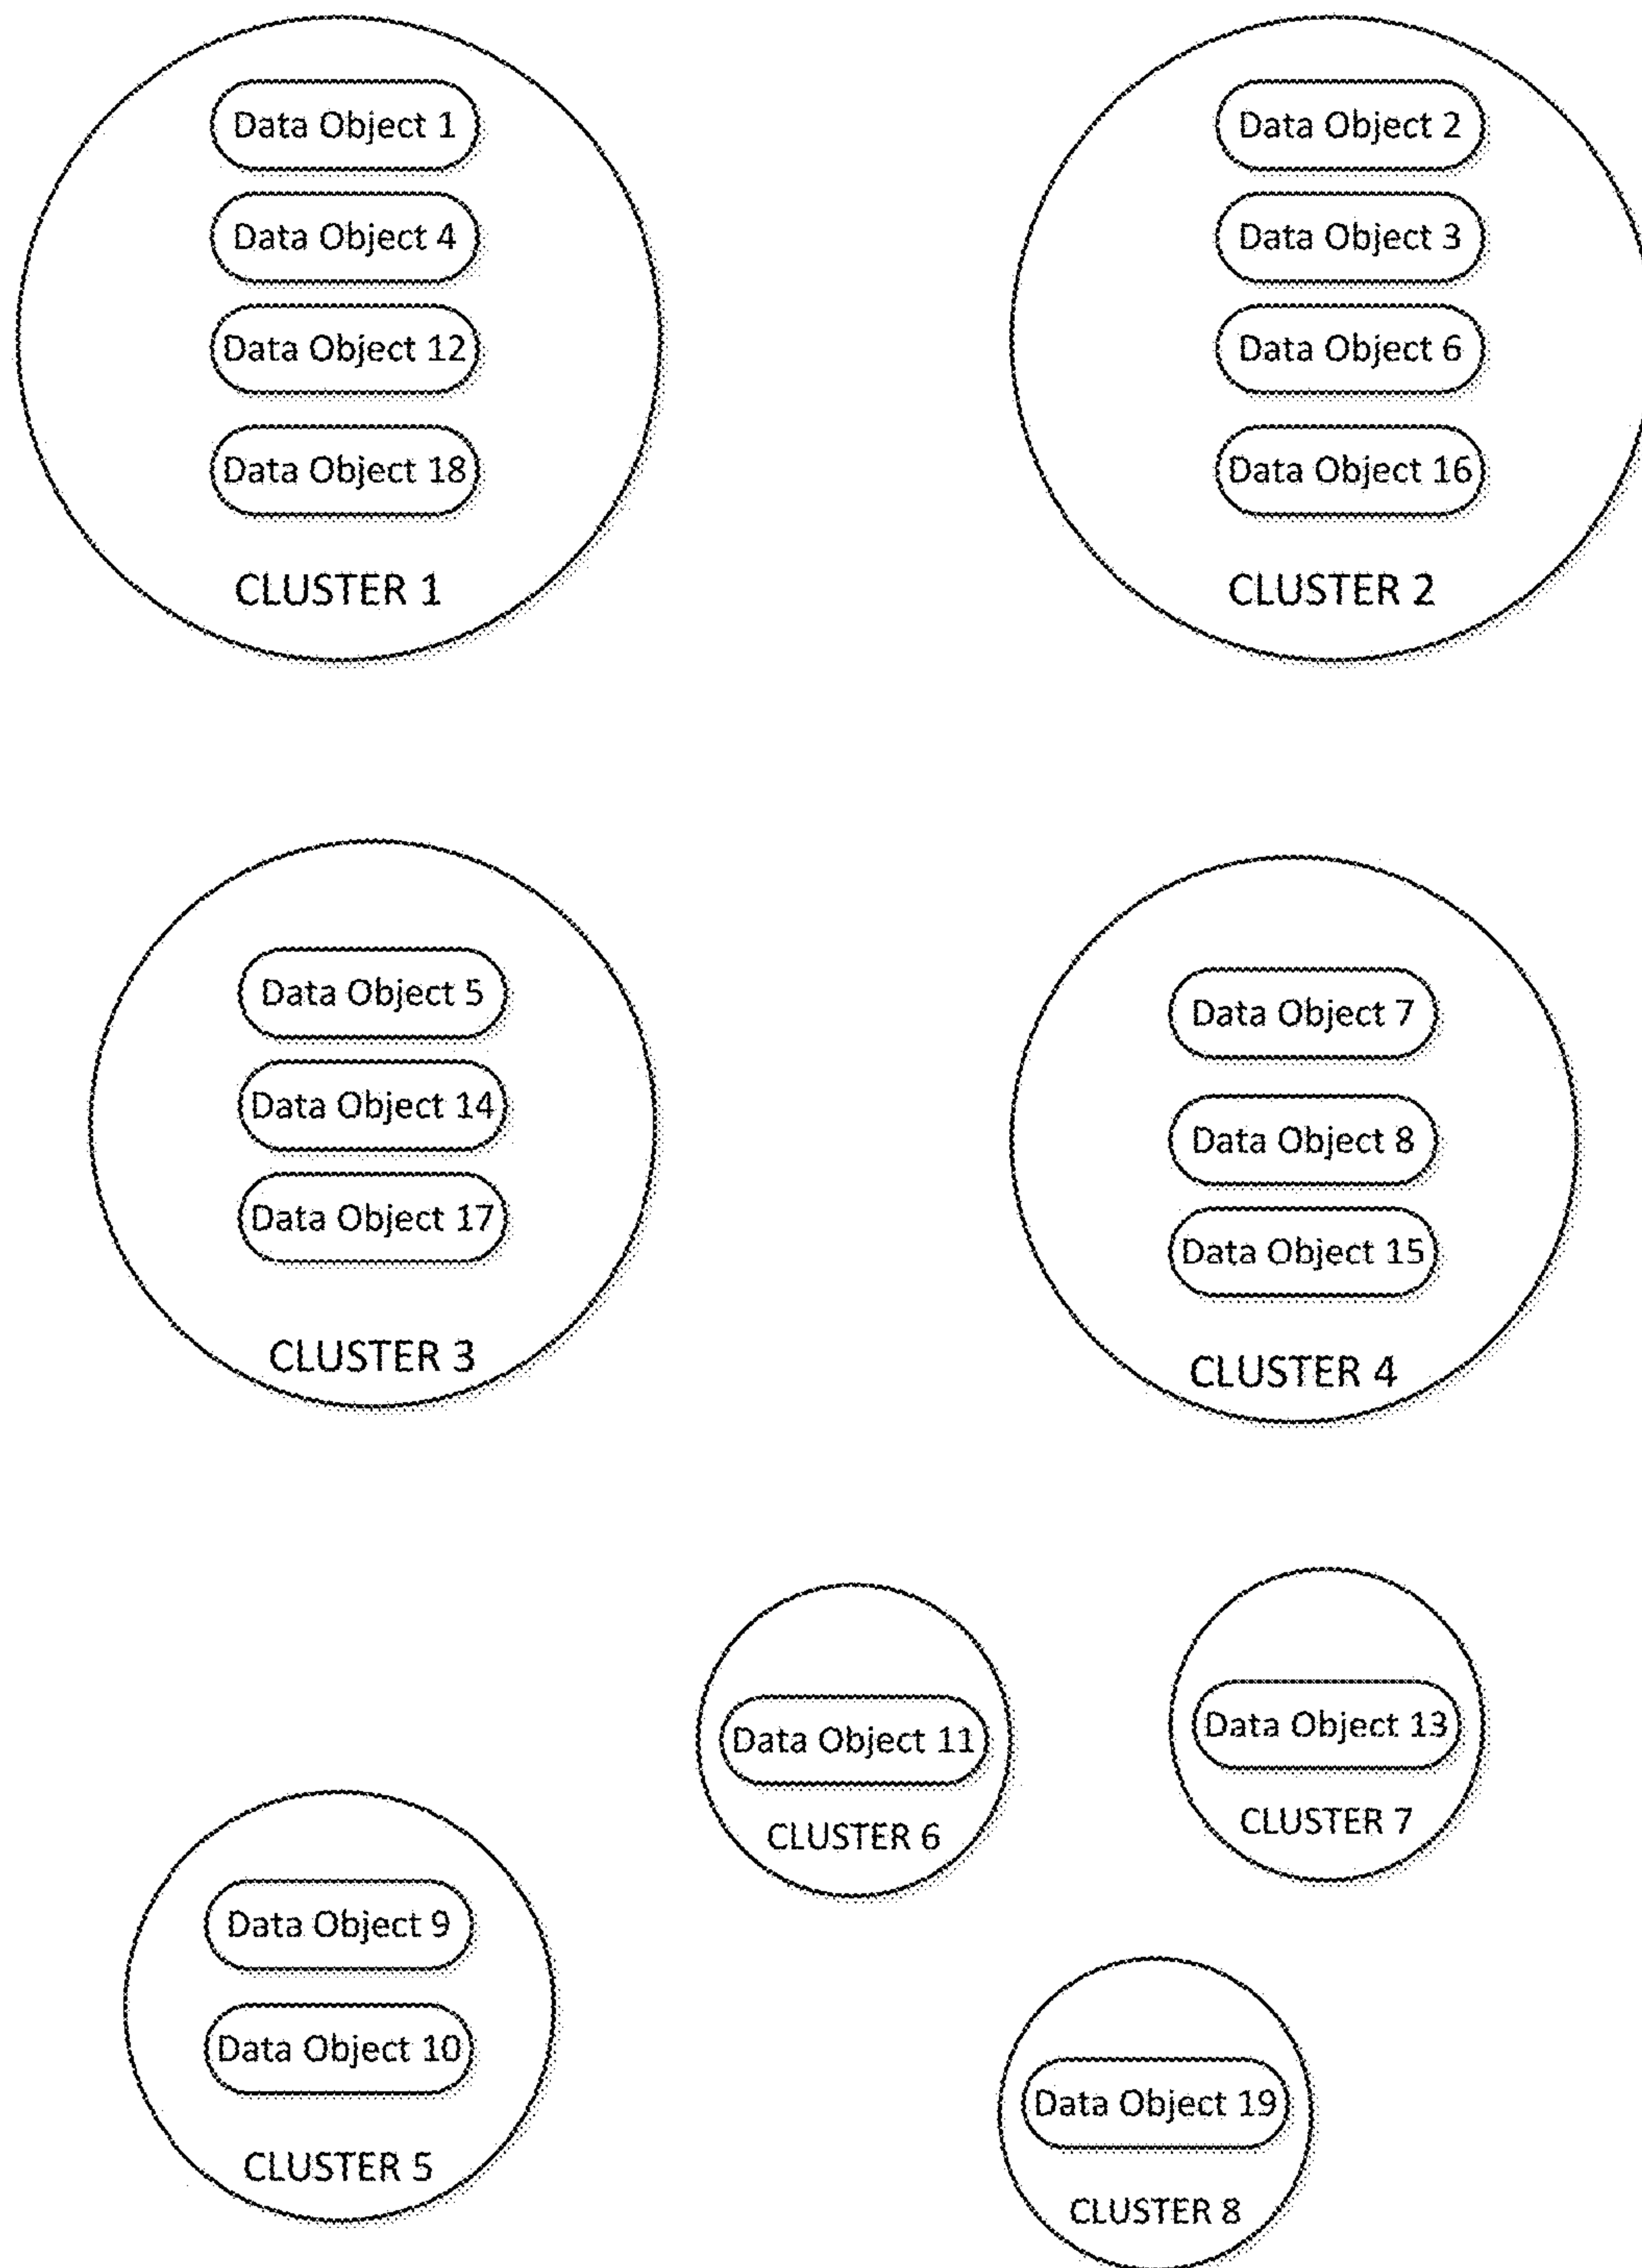 Data Object 1
Data Object 4
Data Object 12
Data Object 18
CLUSTER 1
Data Object 2
Data Object 3
Data Object 6
Data Object 16
CLUSTER 2
Data Object 5
Data Object 14
Data Object 17
CLUSTER 3
Data Object 7
Data Object 8
Data Object 15
CLUSTER 4
Data Object 11
CLUSTER 6
Data Object 13
CLUSTER 7
Data Object 9
Data Object 10
CLUSTER 5
Data Object 19
CLUSTER 8